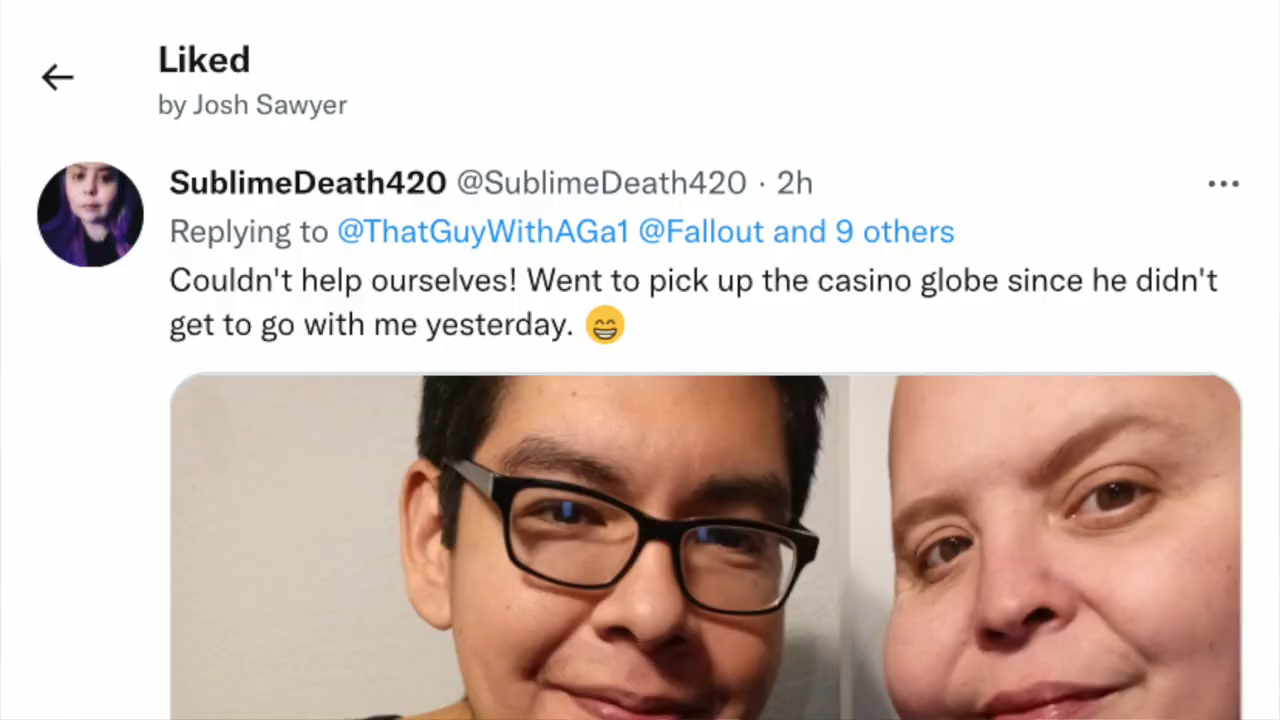 Liked
by Josh Sawyer
SublimeDeath420 @SublimeDeath420 · 2h
Replying to @ThatGuyWithAGa1 @Fallout and 9 others
Couldn't help ourselves! Went to pick up the casino globe since he didn't
get to go with me yesterday. 😁